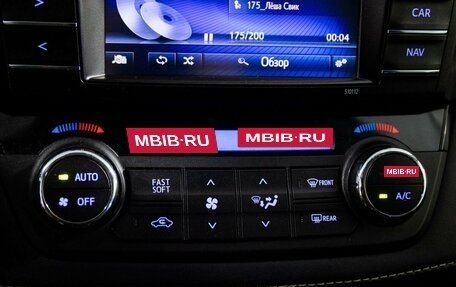 175_Лёша Свик
175/200 00:04
Обзор
CAR
NAV
510112
MBIB·RU
MBIB·RU
MBIB·RU
AUTO
OFF
FAST
SOFT
FRONT
REAR
A/C